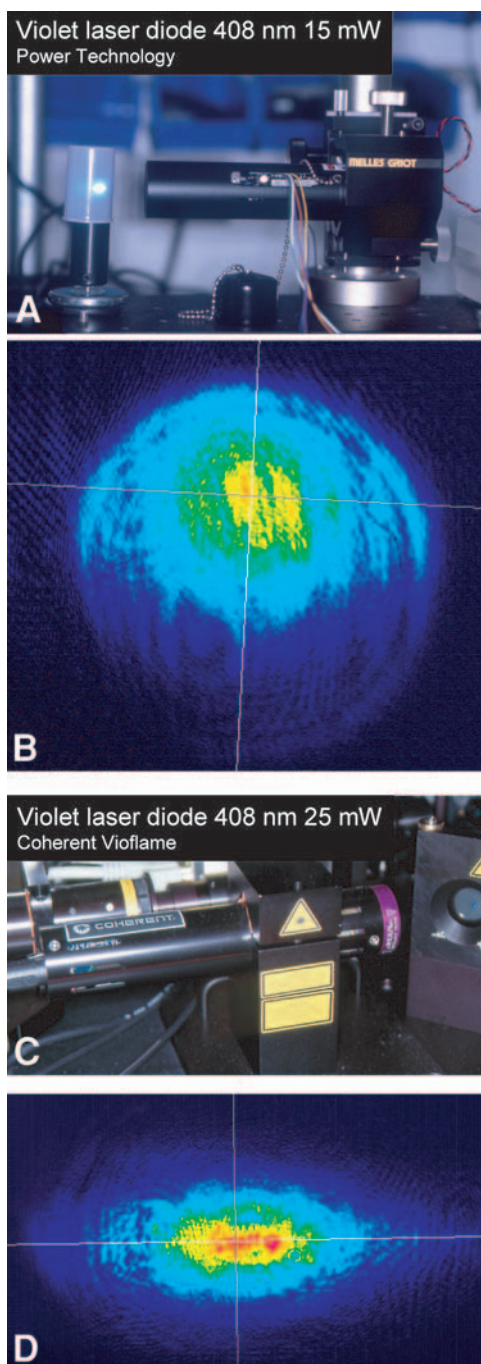 Violet laser diode 408 nm 15 mW
Power Technology
MELLES GRIOT
A
B
Violet laser diode 408 nm 25 mW
Coherent Vioflame
COHERENT
C
D